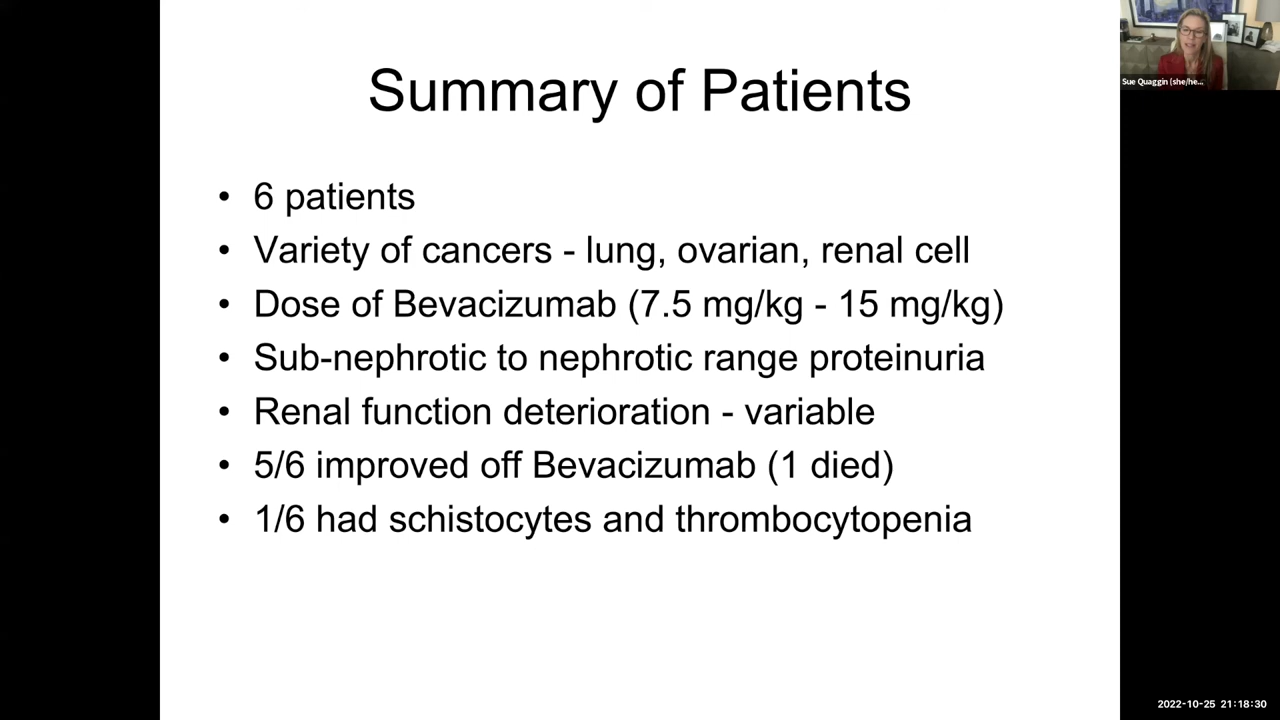 Summary of Patients
• 6 patients
• Variety of cancers - lung, ovarian, renal cell
• Dose of Bevacizumab (7.5 mg/kg - 15 mg/kg)
• Sub-nephrotic to nephrotic range proteinuria
• Renal function deterioration - variable
• 5/6 improved off Bevacizumab (1 died)
• 1/6 had schistocytes and thrombocytopenia
Sue Quaggin (she/he...
2022-10-25 21:18:30